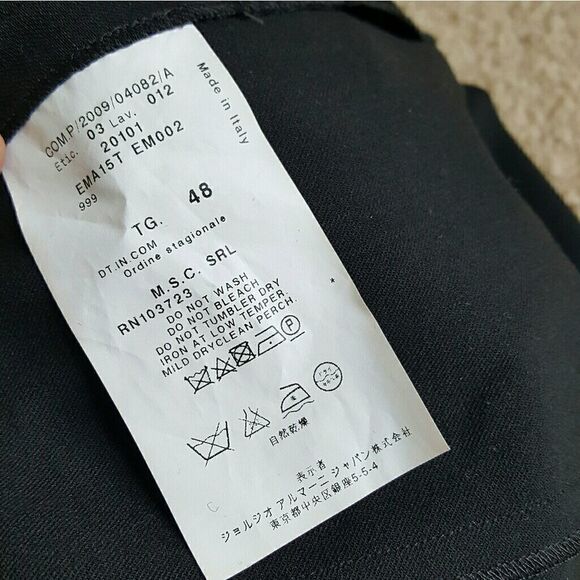 COMP/2009/04082/A
Etic. 03 Lav. 012
20101
EMA15T EM002
999
Made in Italy
TG. 48
DT.IN.COM
Ordine stagionale
M.S.C. SRL
RN103723
DO NOT WASH
DO NOT BLEACH
DO NOT TUMBLER DRY
IRON AT LOW TEMPER.
MILD DRYCLEAN PERCH.
P
ドライ
自然乾燥
表示者
ジョルジオ アルマーニ ジャパン株式会社
東京都中央区銀座5-5-4